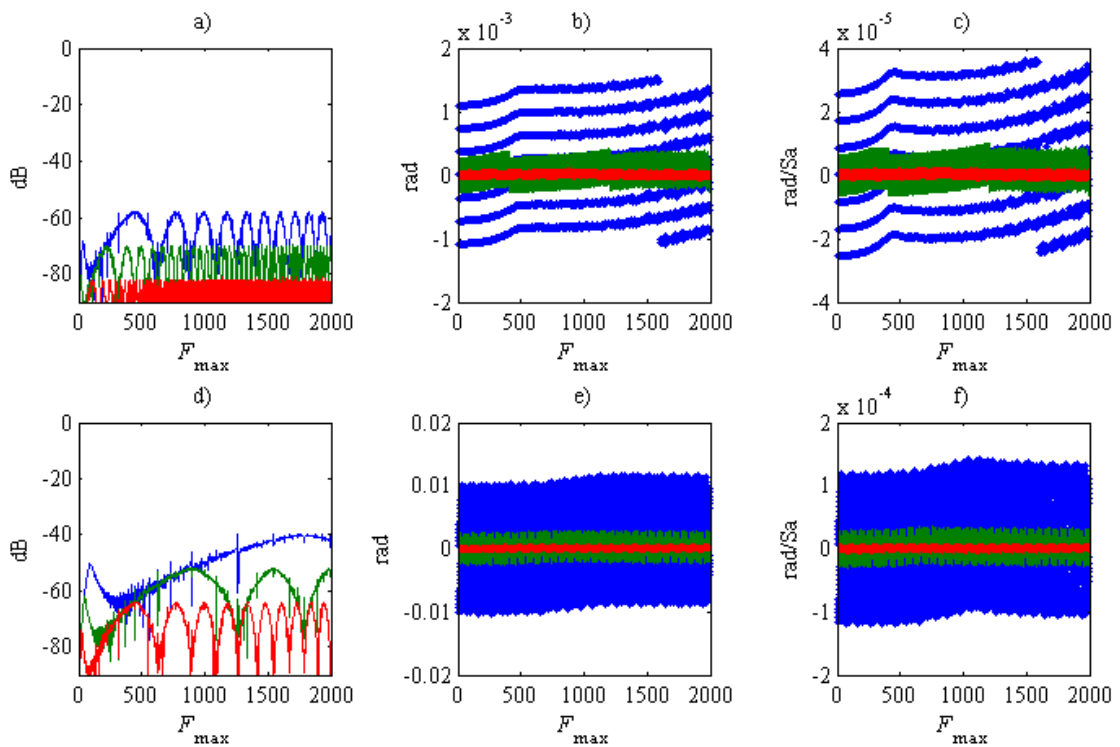 a)
0
-20
-40
-60
-80
dB
0 500 1000 1500 2000
F max
b)
x 10^-3
2
1
0
-1
-2
rad
0 500 1000 1500 2000
F max
c)
x 10^-5
4
2
0
-2
-4
rad/Sa
0 500 1000 1500 2000
F max
d)
0
-20
-40
-60
-80
dB
0 500 1000 1500 2000
F max
e)
0.02
0.01
0
-0.01
-0.02
rad
0 500 1000 1500 2000
F max
f)
x 10^-4
2
1
0
-1
-2
rad/Sa
0 500 1000 1500 2000
F max